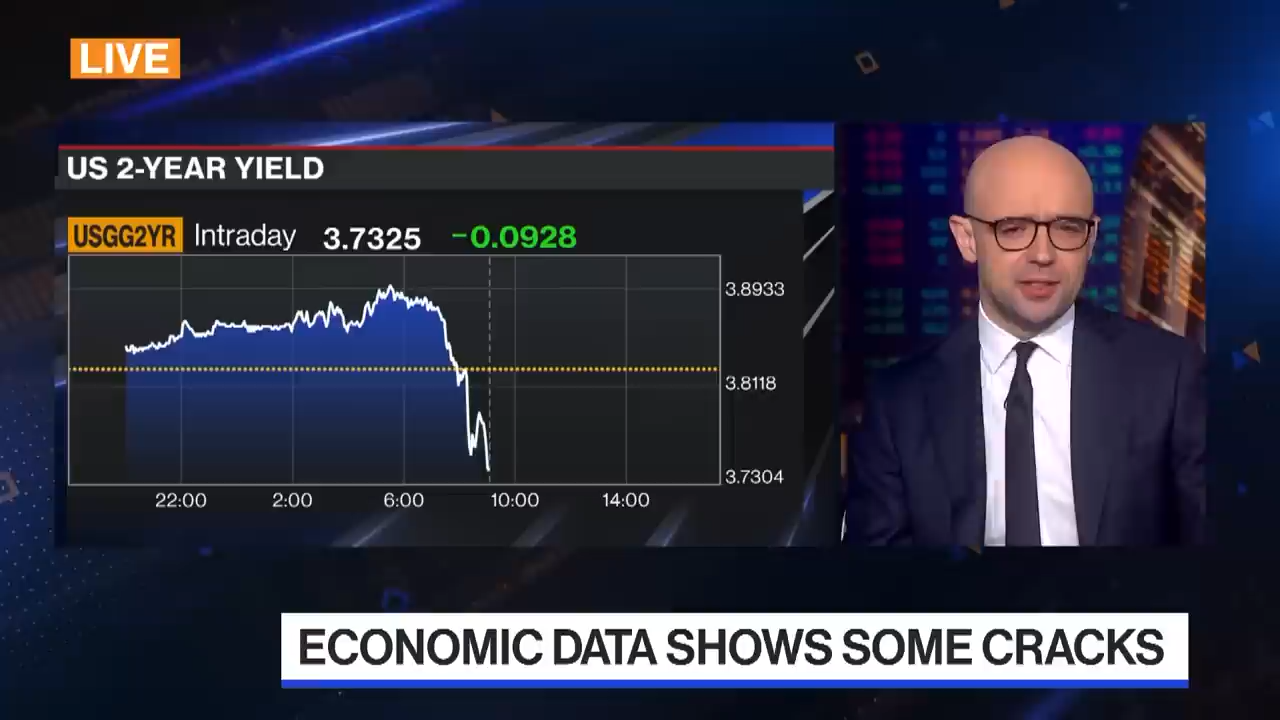 LIVE
US 2-YEAR YIELD
USGG2YR Intraday 3.7325 -0.0928
3.8933
3.8118
3.7304
22:00 2:00 6:00 10:00 14:00
ECONOMIC DATA SHOWS SOME CRACKS